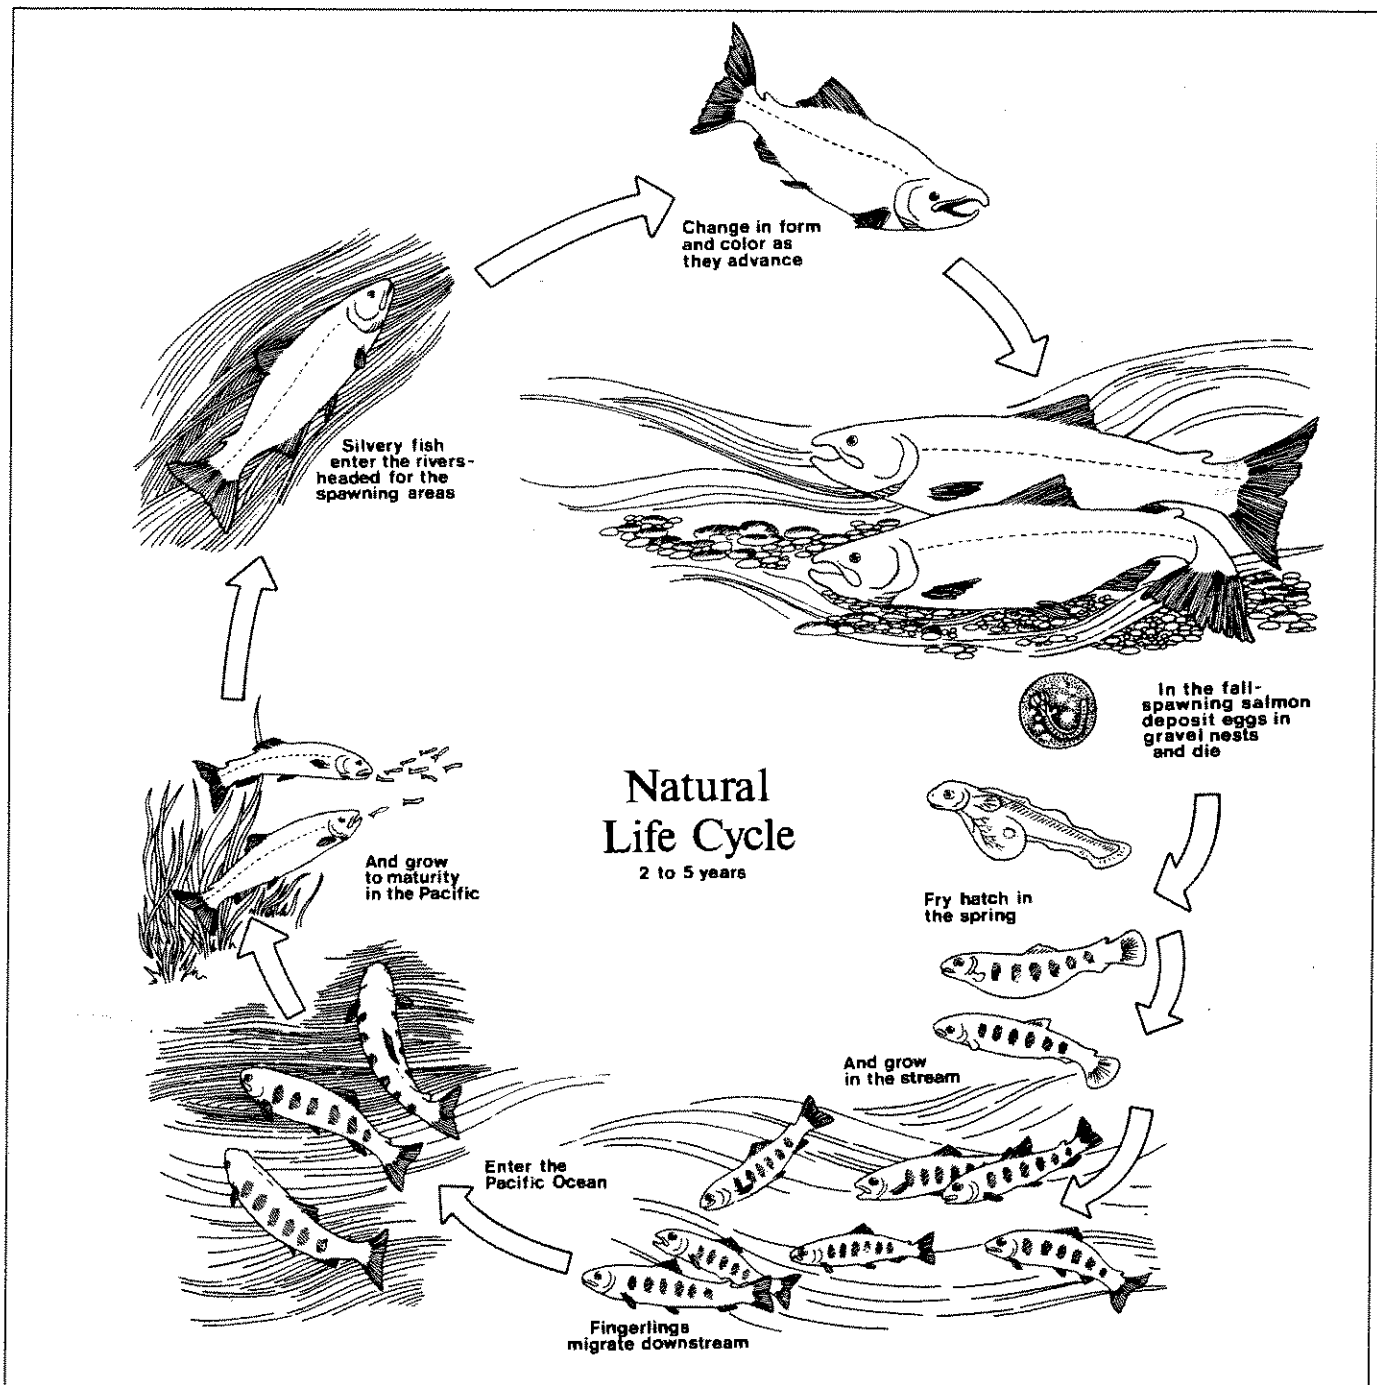 Change in form
and color as
they advance
Silvery fish
enter the rivers-
headed for the
spawning areas
In the fall-
spawning salmon
deposit eggs in
gravel nests
and die
Natural
Life Cycle
2 to 5 years
And grow
to maturity
in the Pacific
Fry hatch in
the spring
And grow
in the stream
Enter the
Pacific Ocean
Fingerlings
migrate downstream